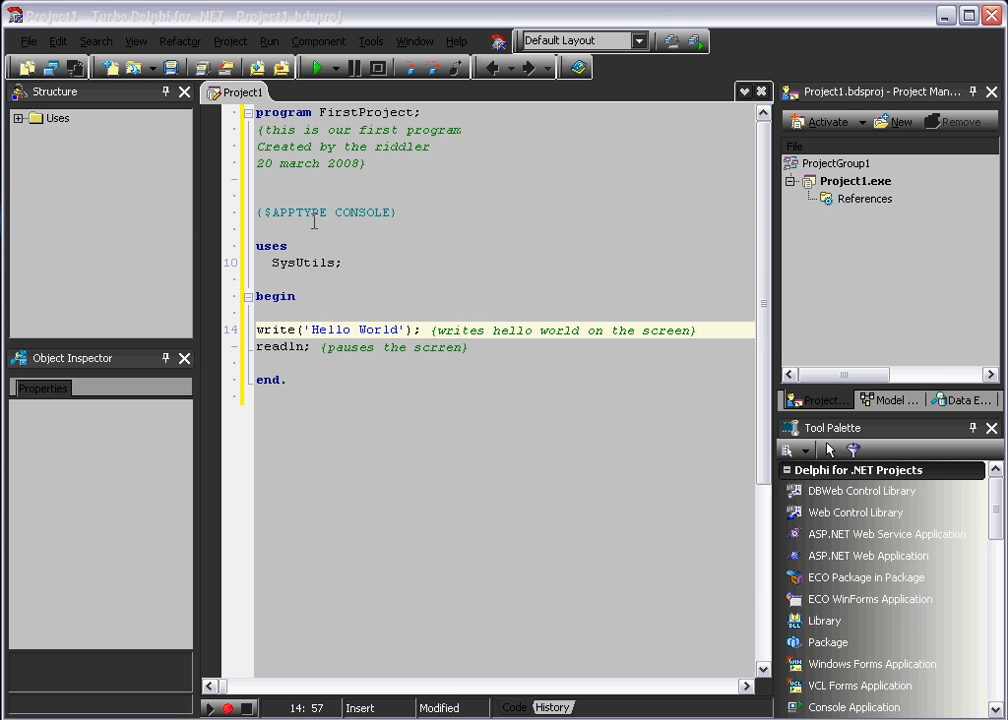 Project1 - Turbo Delphi for .NET - Project1.bdsproj
File Edit Search View Refactor Project Run Component Tools Window Help
Default Layout
Structure
Uses
Object Inspector
Properties
Project1
program FirstProject;
{this is our first program
Created by the riddler
20 march 2008}
{$APPTYPE CONSOLE}
uses
10 SysUtils;
begin
14 write('Hello World'); {writes hello world on the screen}
readln; {pauses the scrren}
end.
14: 57 Insert Modified Code History
Project1.bdsproj - Project Man...
Activate New Remove
File
ProjectGroup1
Project1.exe
References
Project... Model ... Data E...
Tool Palette
Delphi for .NET Projects
DBWeb Control Library
Web Control Library
ASP.NET Web Service Application
ASP.NET Web Application
ECO Package in Package
ECO WinForms Application
Library
Package
Windows Forms Application
VCL Forms Application
Console Application